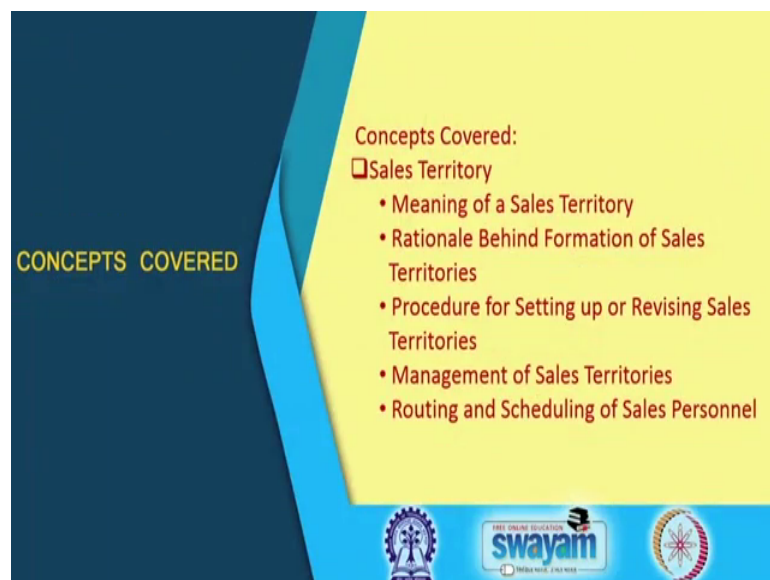 CONCEPTS COVERED
Concepts Covered:
❑Sales Territory
• Meaning of a Sales Territory
• Rationale Behind Formation of Sales
Territories
• Procedure for Setting up or Revising Sales
Territories
• Management of Sales Territories
• Routing and Scheduling of Sales Personnel
FREE ONLINE EDUCATION
swayam